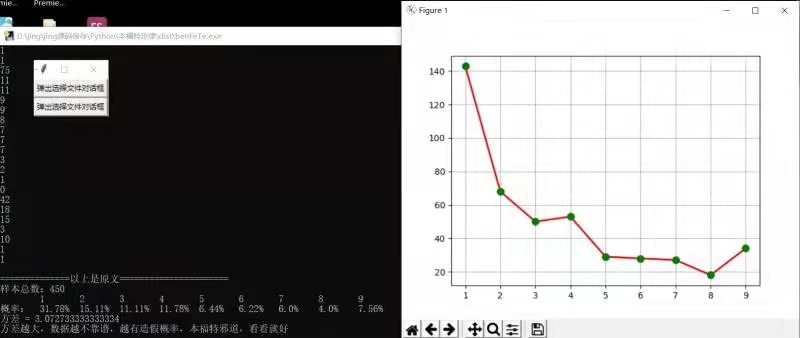 miere...
Premie...
D:\jing\jing源码保存\Python\本福特定律\dist\benFeTe.exe
1
1
75
11
11
9
9
8
7
7
7
3
2
1
0
42
18
15
3
10
1
1
弹出选择文件对话框
弹出选择文件对话框
==============以上是原文======================
样本总数：450
1 2 3 4 5 6 7 8 9
概率： 31.78% 15.11% 11.11% 11.78% 6.44% 6.22% 6.0% 4.0% 7.56%
方差 = 3.072733333333334
方差越大，数据越不靠谱，越有造假概率，本福特邪道，看看就好
Figure 1
140
120
100
80
60
40
20
1 2 3 4 5 6 7 8 9